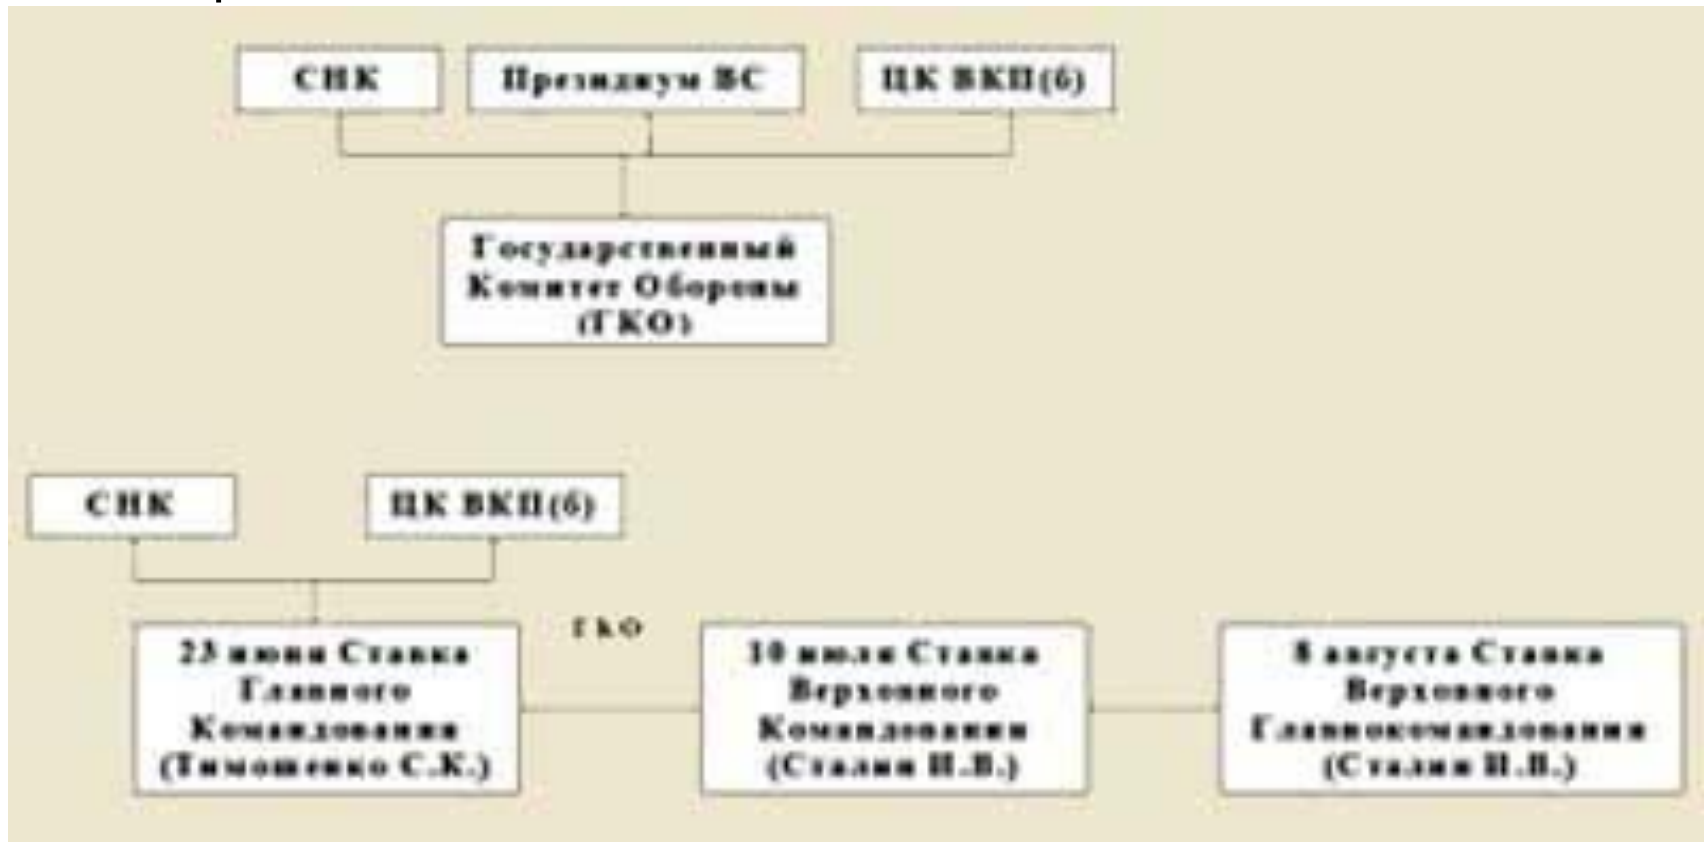 СНК
Президиум ВС
ЦК ВКП(б)
Государственный
Комитет Обороны
(ГКО)
СНК
ЦК ВКП(б)
23 июня Ставка
Главного
Командования
(Тимошенко С.К.)
ГКО
10 июля Ставка
Верховного
Командования
(Сталин И.В.)
8 августа Ставка
Верховного
Главнокомандования
(Сталин И.В.)